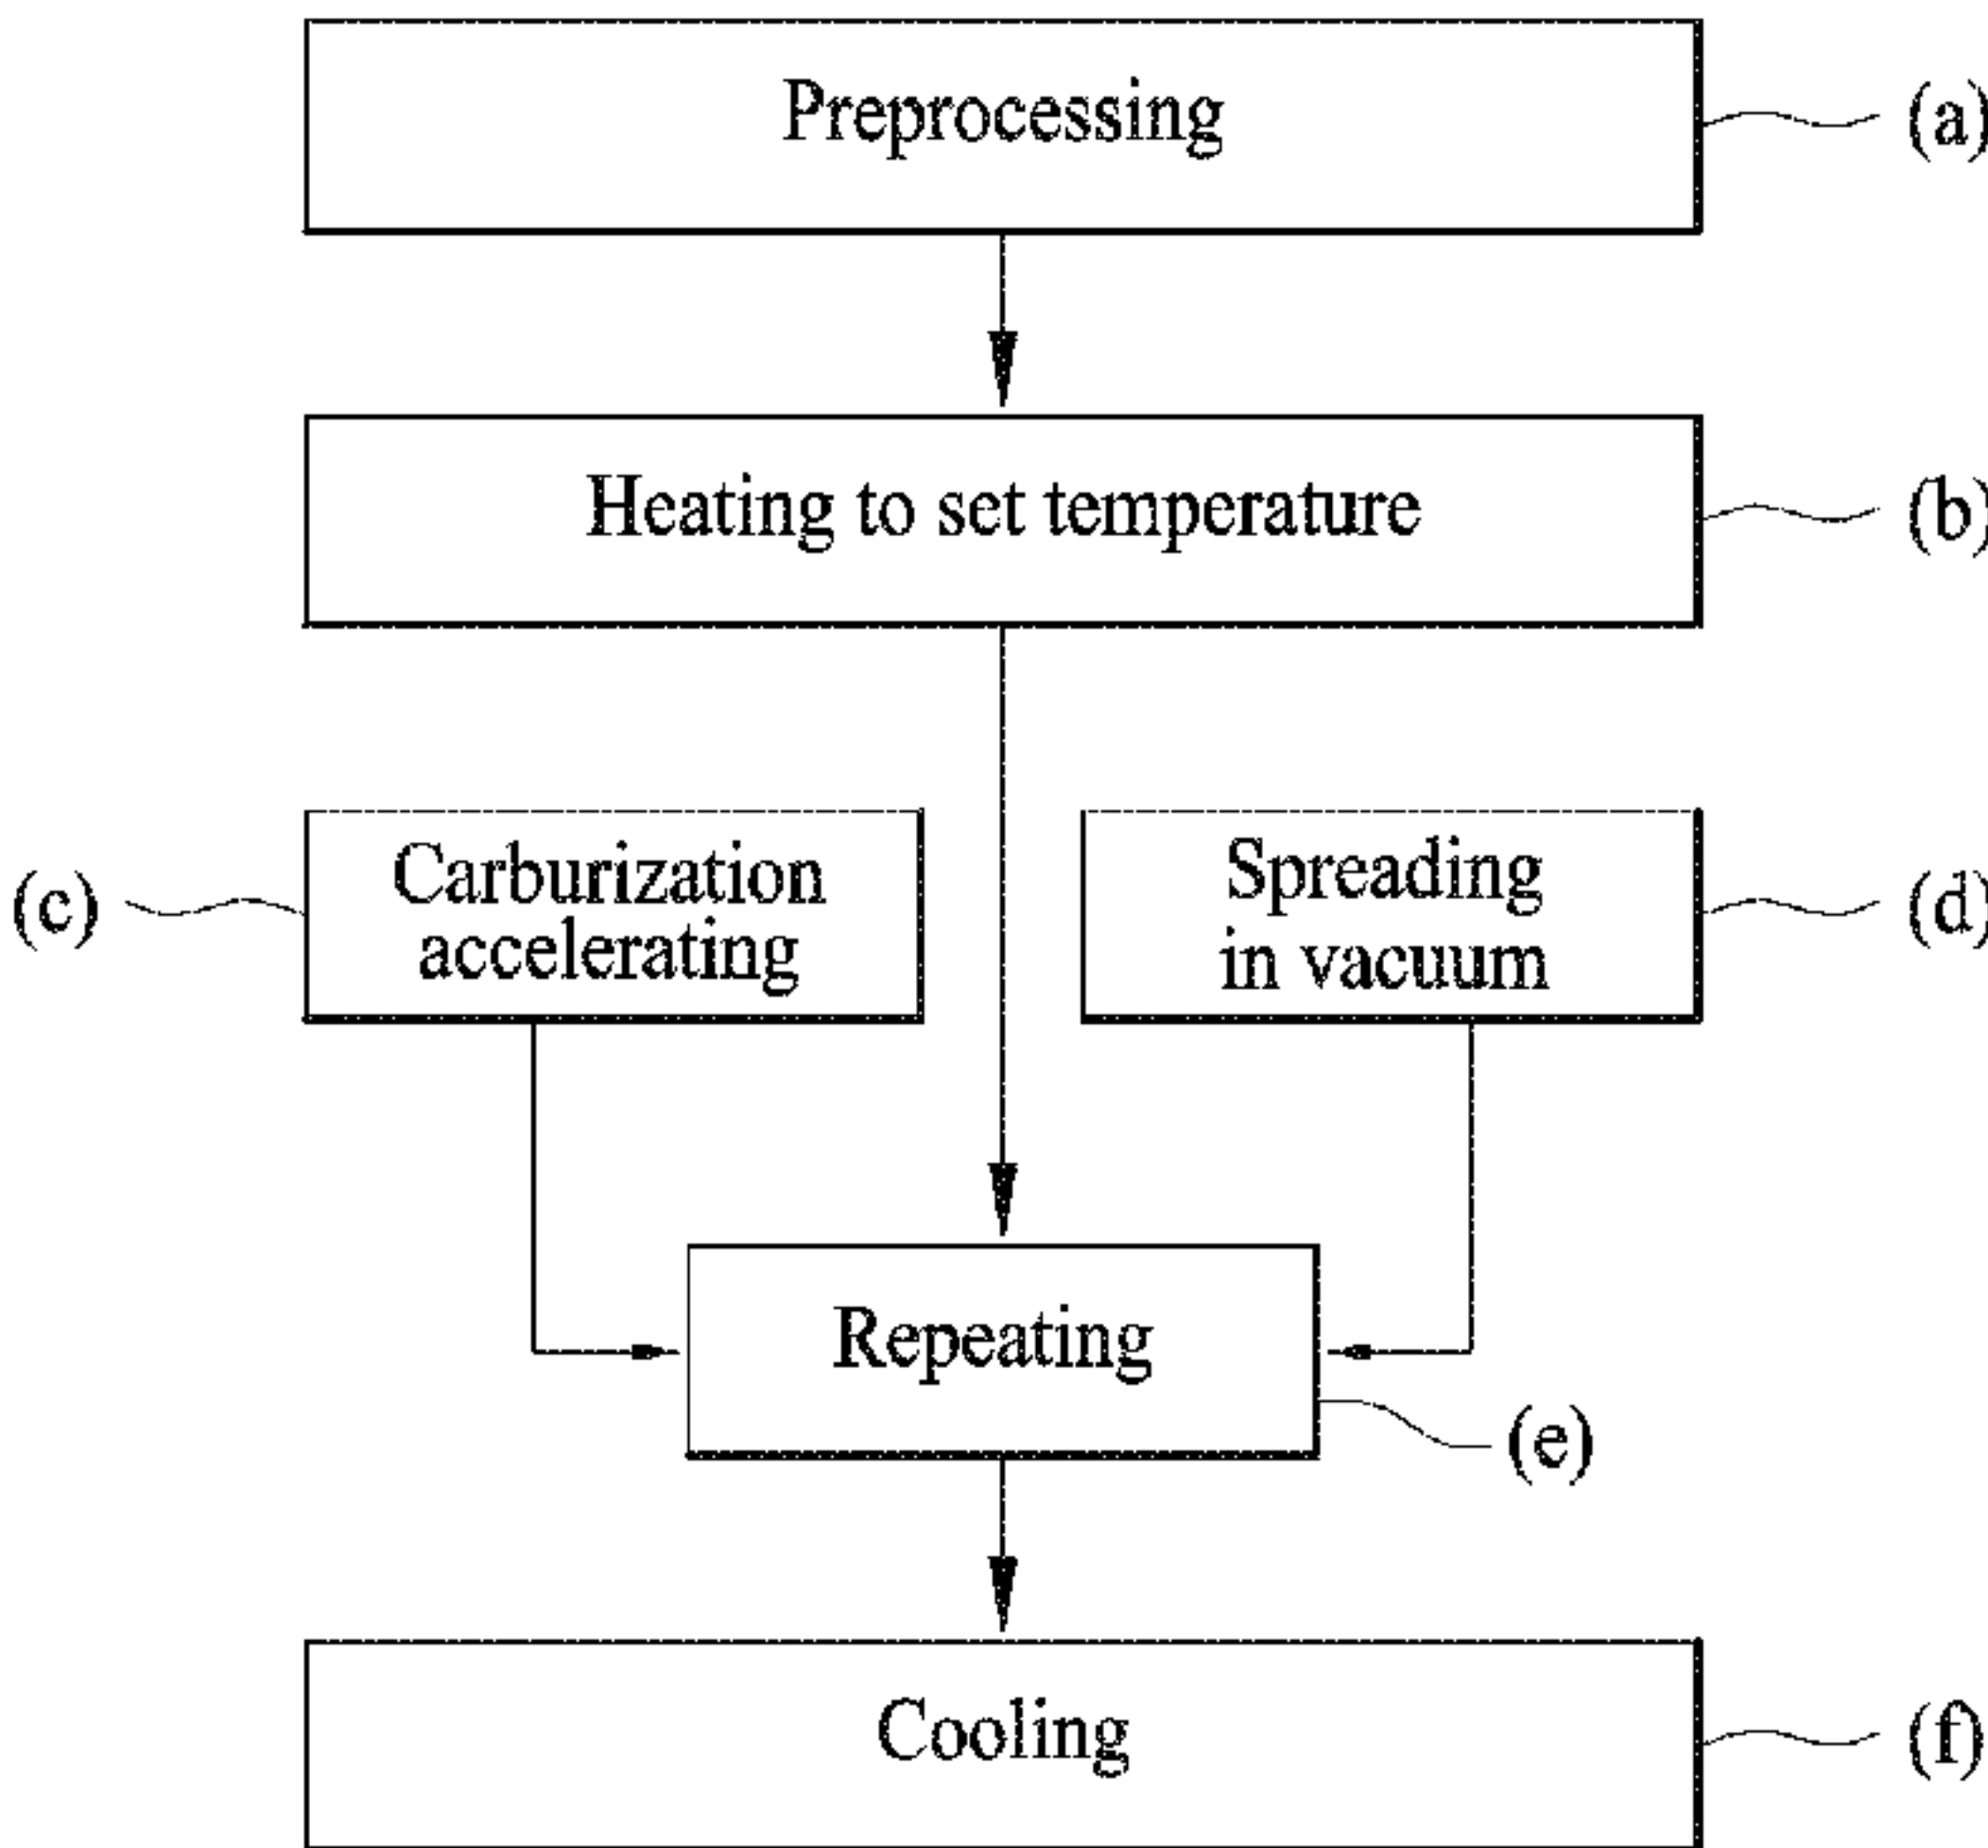 Preprocessing
(a)
Heating to set temperature
(b)
(c)
Carburization
accelerating
Spreading
in vacuum
(d)
Repeating
(e)
Cooling
(f)